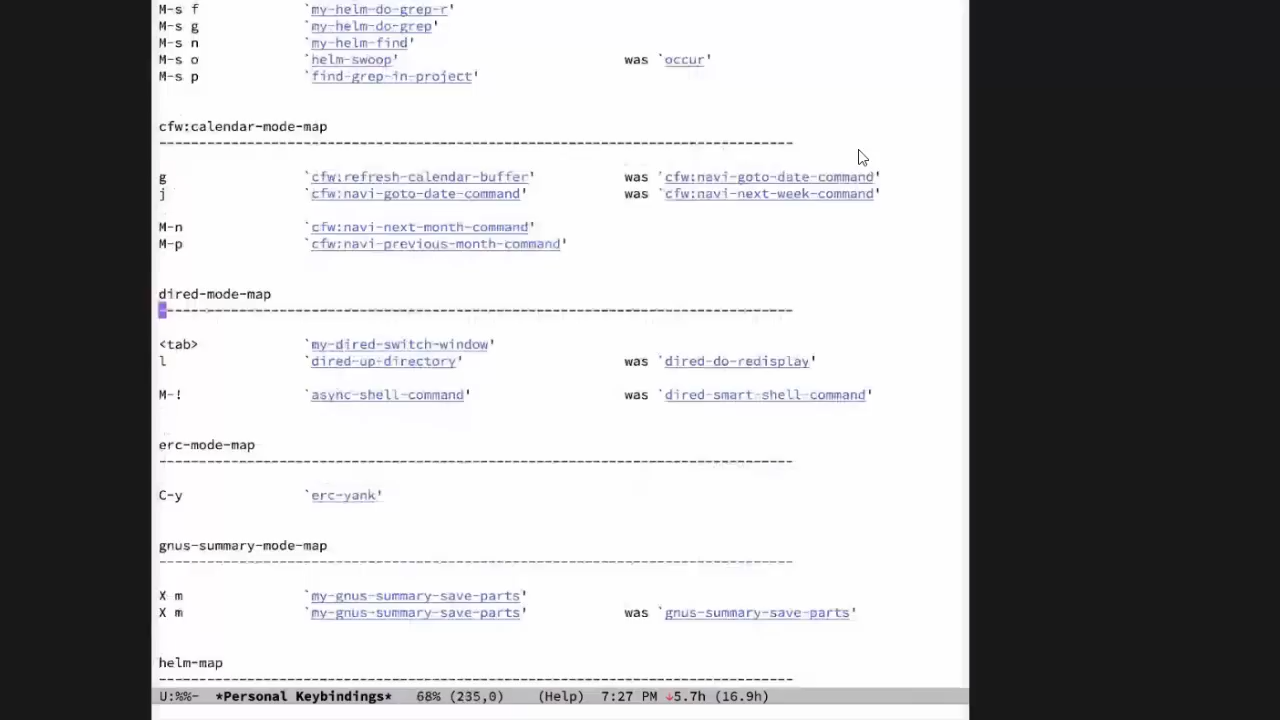 M-s f `my-helm-do-grep-r'
M-s g `my-helm-do-grep'
M-s n `my-helm-find'
M-s o `helm-swoop' was `occur'
M-s p `find-grep-in-project'
cfw:calendar-mode-map
-------------------------------------------------------------------------------
g `cfw:refresh-calendar-buffer' was `cfw:navi-goto-date-command'
j `cfw:navi-goto-date-command' was `cfw:navi-next-week-command'
M-n `cfw:navi-next-month-command'
M-p `cfw:navi-previous-month-command'
dired-mode-map
-------------------------------------------------------------------------------
<tab> `my-dired-switch-window'
l `dired-up-directory' was `dired-do-redisplay'
M-! `async-shell-command' was `dired-smart-shell-command'
erc-mode-map
-------------------------------------------------------------------------------
C-y `erc-yank'
gnus-summary-mode-map
-------------------------------------------------------------------------------
X m `my-gnus-summary-save-parts'
X m `my-gnus-summary-save-parts' was `gnus-summary-save-parts'
helm-map
-------------------------------------------------------------------------------
U:%%- *Personal Keybindings* 68% (235,0) (Help) 7:27 PM ↓5.7h (16.9h)